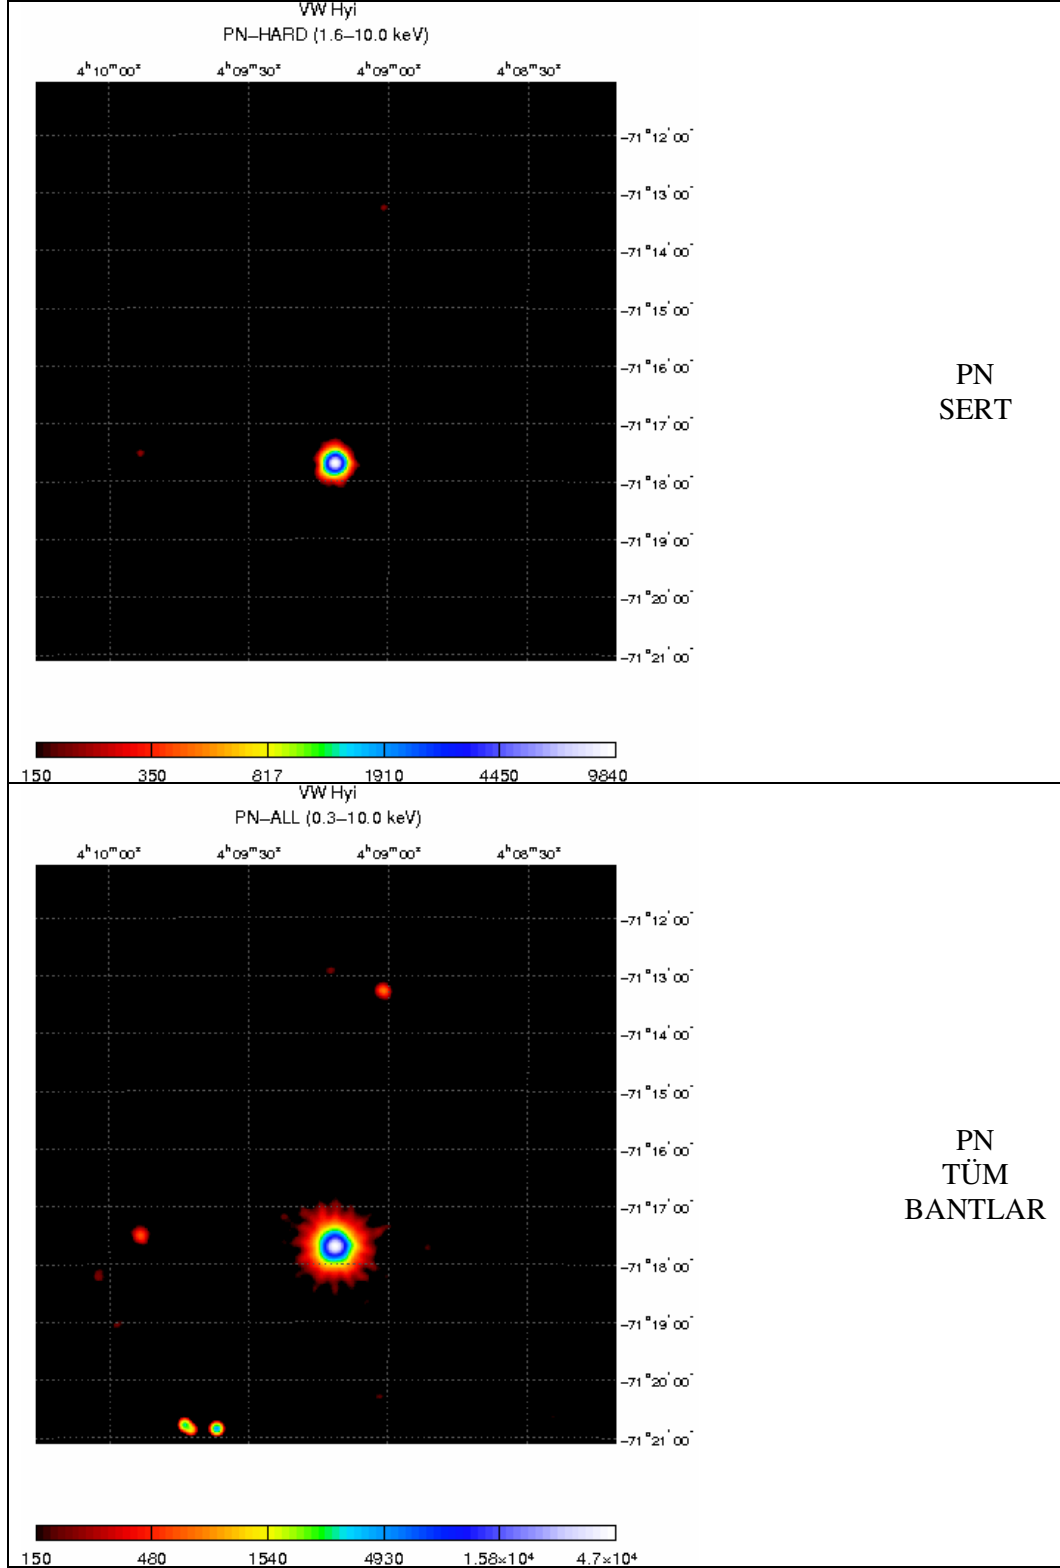 VW Hyi
PN–HARD (1.6–10.0 keV)
4ʰ10ᵐ00ˢ 4ʰ09ᵐ30ˢ 4ʰ09ᵐ00ˢ 4ʰ08ᵐ30ˢ
–71°12'00"
–71°13'00"
–71°14'00"
–71°15'00"
–71°16'00"
–71°17'00"
–71°18'00"
–71°19'00"
–71°20'00"
–71°21'00"
150 350 817 1910 4450 9840
PN
SERT
VW Hyi
PN–ALL (0.3–10.0 keV)
4ʰ10ᵐ00ˢ 4ʰ09ᵐ30ˢ 4ʰ09ᵐ00ˢ 4ʰ08ᵐ30ˢ
–71°12'00"
–71°13'00"
–71°14'00"
–71°15'00"
–71°16'00"
–71°17'00"
–71°18'00"
–71°19'00"
–71°20'00"
–71°21'00"
150 480 1540 4930 1.58×10⁴ 4.7×10⁴
PN
TÜM
BANTLAR